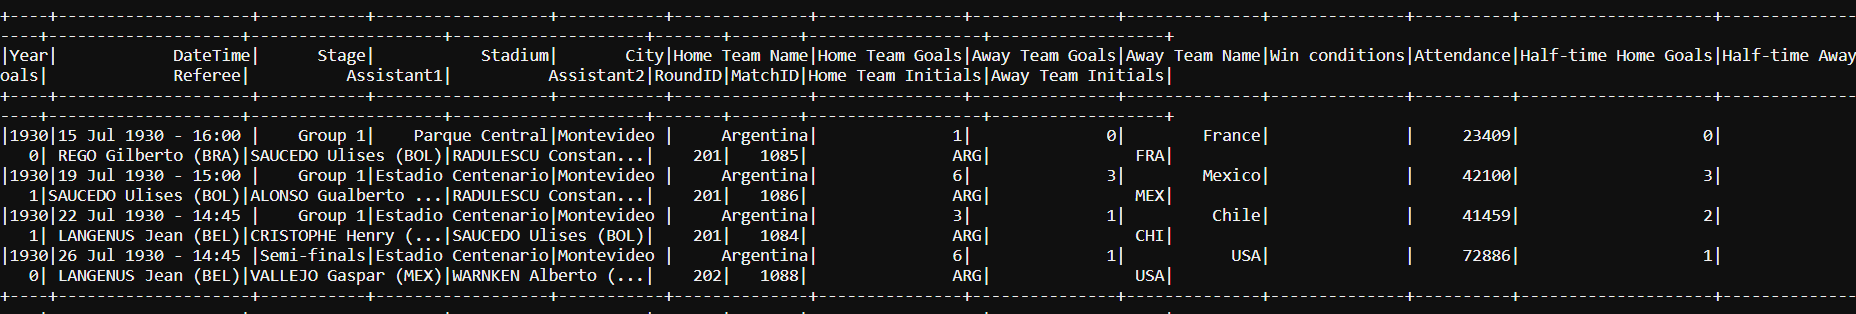 +----+--------------------+-----------+------------------+-----------+--------------+---------------+---------------+--------------+--------------+----------+--------------------+--------------
----+--------------------+--------------------+--------------------+-------+-------+------------------+------------------+
|Year|            DateTime|      Stage|           Stadium|       City|Home Team Name|Home Team Goals|Away Team Goals|Away Team Name|Win conditions|Attendance|Half-time Home Goals|Half-time Away
oals|             Referee|          Assistant1|          Assistant2|RoundID|MatchID|Home Team Initials|Away Team Initials|
+----+--------------------+-----------+------------------+-----------+--------------+---------------+---------------+--------------+--------------+----------+--------------------+--------------
----+--------------------+--------------------+--------------------+-------+-------+------------------+------------------+
|1930|15 Jul 1930 - 16:00 |    Group 1|    Parque Central|Montevideo |     Argentina|              1|              0|        France|              |     23409|                   0|
   0| REGO Gilberto (BRA)|SAUCEDO Ulises (BOL)|RADULESCU Constan...|    201|   1085|               ARG|               FRA|
|1930|19 Jul 1930 - 15:00 |    Group 1|Estadio Centenario|Montevideo |     Argentina|              6|              3|        Mexico|              |     42100|                   3|
   1|SAUCEDO Ulises (BOL)|ALONSO Gualberto ...|RADULESCU Constan...|    201|   1086|               ARG|               MEX|
|1930|22 Jul 1930 - 14:45 |    Group 1|Estadio Centenario|Montevideo |     Argentina|              3|              1|         Chile|              |     41459|                   2|
   1| LANGENUS Jean (BEL)|CRISTOPHE Henry (...|SAUCEDO Ulises (BOL)|    201|   1084|               ARG|               CHI|
|1930|26 Jul 1930 - 14:45 |Semi-finals|Estadio Centenario|Montevideo |     Argentina|              6|              1|           USA|              |     72886|                   1|
   0| LANGENUS Jean (BEL)|VALLEJO Gaspar (MEX)|WARNKEN Alberto (...|    202|   1088|               ARG|               USA|
+----+--------------------+-----------+------------------+-----------+--------------+---------------+---------------+--------------+--------------+----------+--------------------+--------------